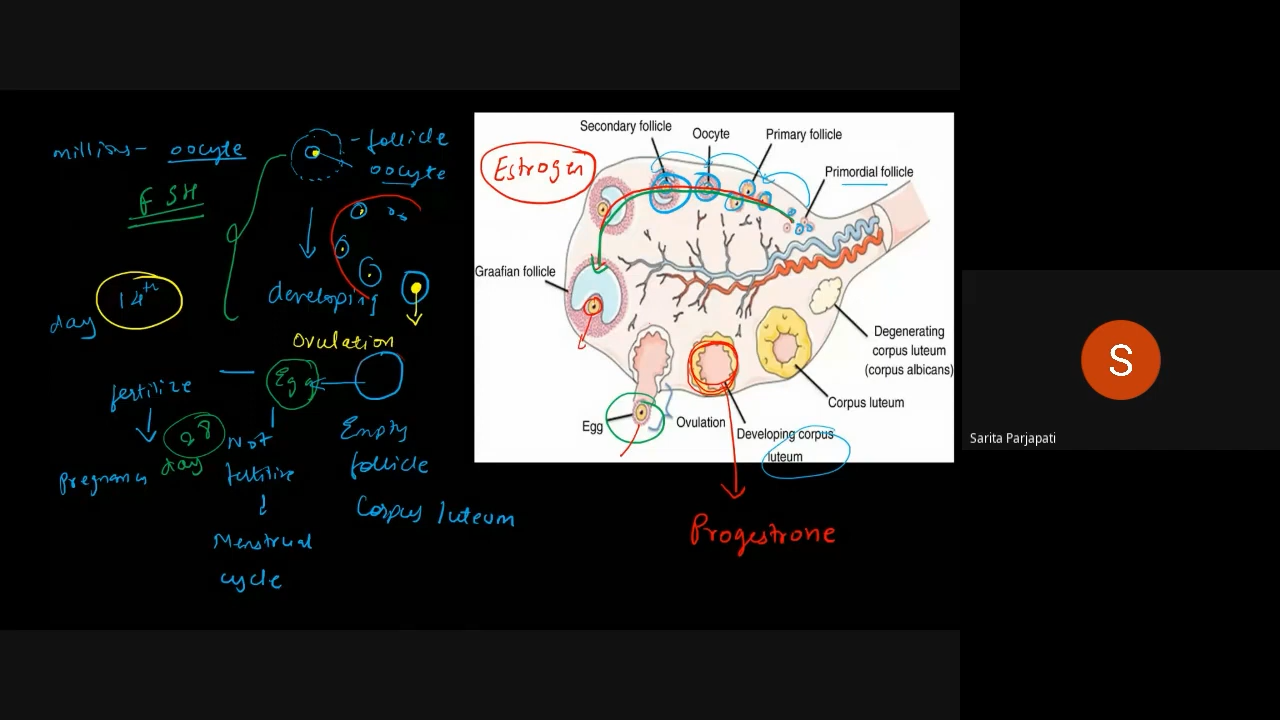 millions - oocyte
- follicle
oocyte
FSH
14th
day
developing
Ovulation
Egg
fertilize
28
day
Not
fertilize
Pregnancy
Menstrual
cycle
Empty
follicle
Corpus luteum
Estrogen
Secondary follicle
Oocyte
Primary follicle
Primordial follicle
Graafian follicle
Degenerating
corpus luteum
(corpus albicans)
Corpus luteum
Egg
Ovulation
Developing corpus
luteum
Progestrone
S
Sarita Parjapati